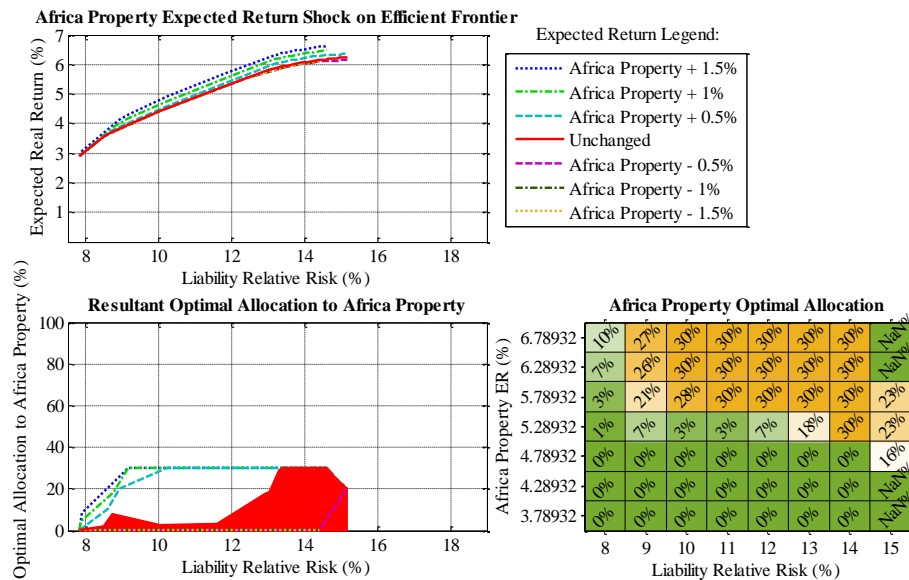 Africa Property Expected Return Shock on Efficient Frontier
Expected Real Return (%)
7
6
5
4
3
2
1
8 10 12 14 16 18
Liability Relative Risk (%)
Expected Return Legend:
Africa Property + 1.5%
Africa Property + 1%
Africa Property + 0.5%
Unchanged
Africa Property - 0.5%
Africa Property - 1%
Africa Property - 1.5%
Resultant Optimal Allocation to Africa Property
Optimal Allocation to Africa Property (%)
100
80
60
40
20
0
8 10 12 14 16 18
Liability Relative Risk (%)
Africa Property Optimal Allocation
Africa Property ER (%)
6.78932 10% 27% 30% 30% 30% 30% 30% NaN%
6.28932 7% 26% 30% 30% 30% 30% 30% NaN%
5.78932 3% 21% 28% 30% 30% 30% 30% 23%
5.28932 1% 7% 3% 3% 7% 18% 30% 23%
4.78932 0% 0% 0% 0% 0% 0% 0% 16%
4.28932 0% 0% 0% 0% 0% 0% 0% NaN%
3.78932 0% 0% 0% 0% 0% 0% 0% NaN%
8 9 10 11 12 13 14 15
Liability Relative Risk (%)